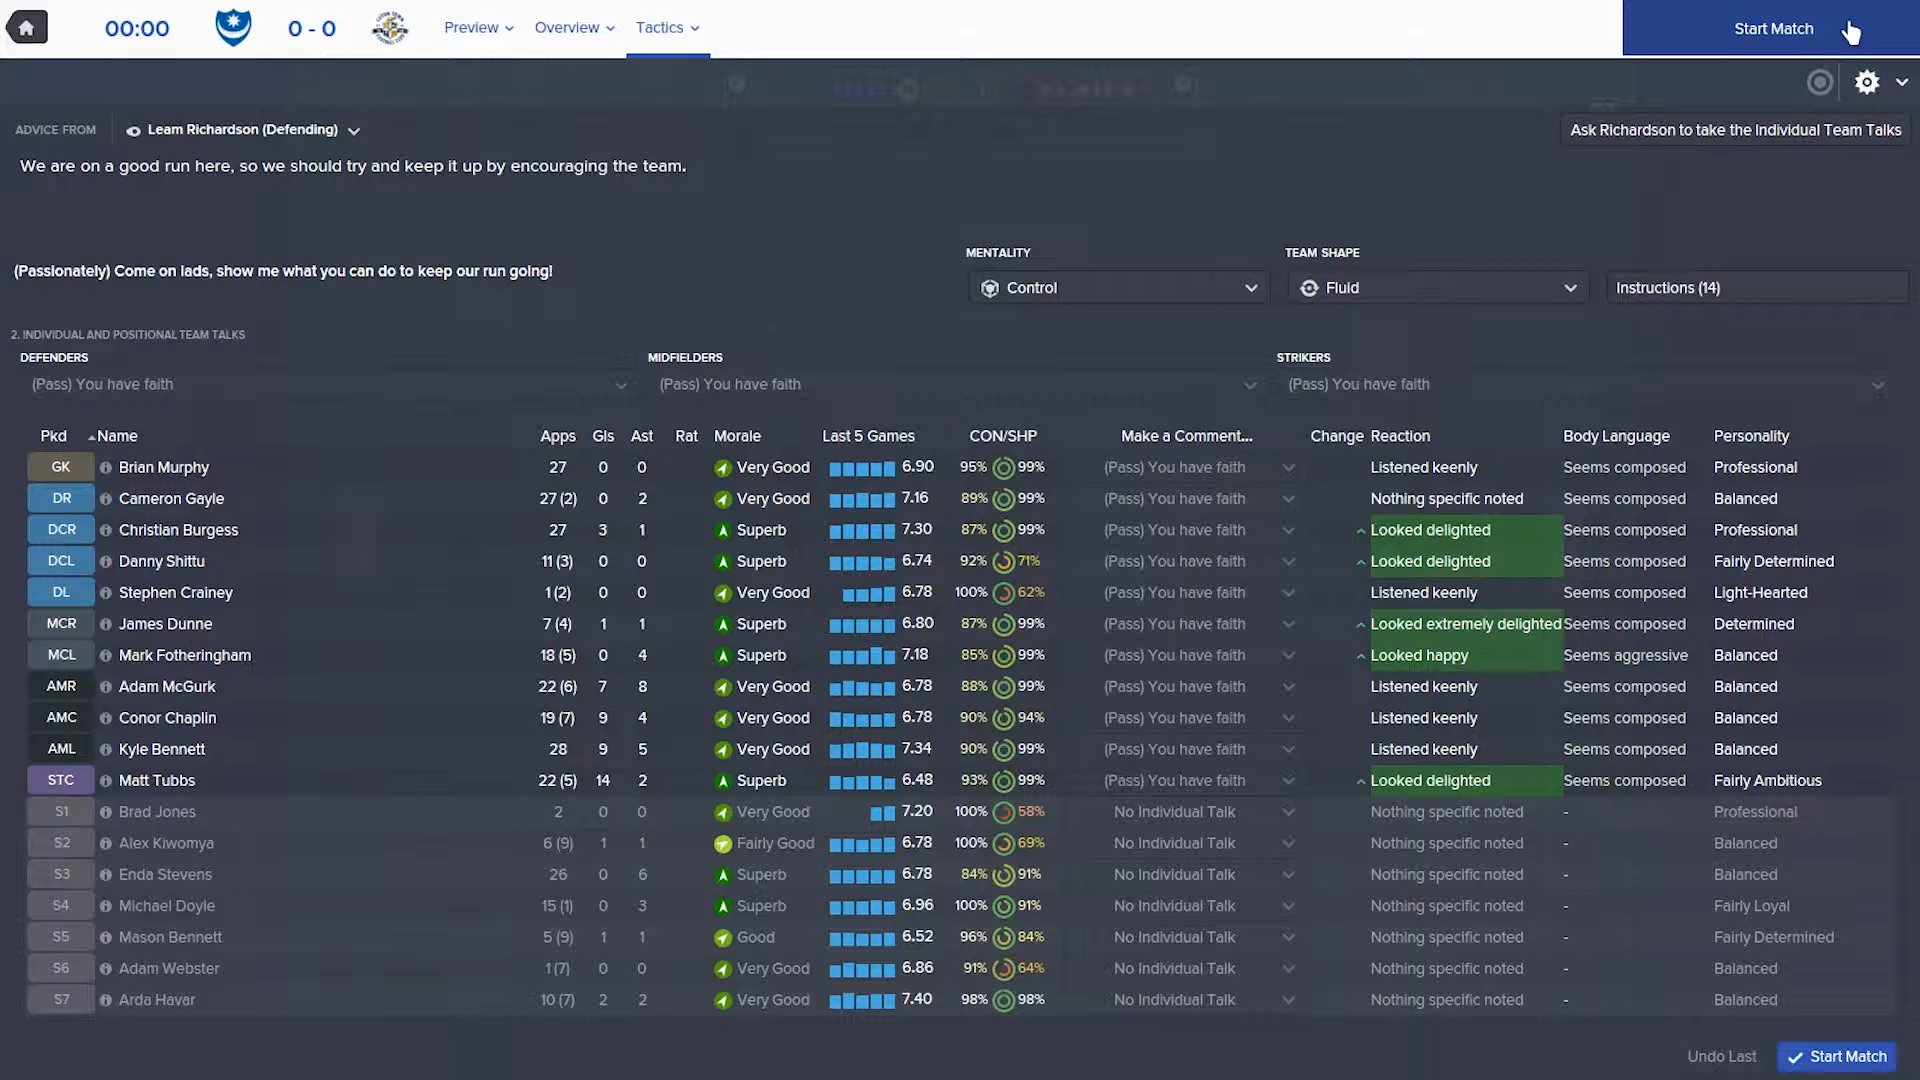 00:00 0 - 0 Preview Overview Tactics Start Match
ADVICE FROM Leam Richardson (Defending) Ask Richardson to take the Individual Team Talks
We are on a good run here, so we should try and keep it up by encouraging the team.
MENTALITY TEAM SHAPE
(Passionately) Come on lads, show me what you can do to keep our run going!
Control Fluid Instructions (14)
2. INDIVIDUAL AND POSITIONAL TEAM TALKS
DEFENDERS MIDFIELDERS STRIKERS
(Pass) You have faith (Pass) You have faith (Pass) You have faith
Pkd Name Apps Gls Ast Rat Morale Last 5 Games CON/SHP Make a Comment... Change Reaction Body Language Personality
GK Brian Murphy 27 0 0 Very Good 6.90 95% 99% (Pass) You have faith Listened keenly Seems composed Professional
DR Cameron Gayle 27 (2) 0 2 Very Good 7.16 89% 99% (Pass) You have faith Nothing specific noted Seems composed Balanced
DCR Christian Burgess 27 3 1 Superb 7.30 87% 99% (Pass) You have faith Looked delighted Seems composed Professional
DCL Danny Shittu 11 (3) 0 0 Superb 6.74 92% 71% (Pass) You have faith Looked delighted Seems composed Fairly Determined
DL Stephen Crainey 1 (2) 0 0 Very Good 6.78 100% 62% (Pass) You have faith Listened keenly Seems composed Light-Hearted
MCR James Dunne 7 (4) 1 1 Superb 6.80 87% 99% (Pass) You have faith Looked extremely delighted Seems composed Determined
MCL Mark Fotheringham 18 (5) 0 4 Superb 7.18 85% 99% (Pass) You have faith Looked happy Seems aggressive Balanced
AMR Adam McGurk 22 (6) 7 8 Very Good 6.78 88% 99% (Pass) You have faith Listened keenly Seems composed Balanced
AMC Conor Chaplin 19 (7) 9 4 Very Good 6.78 90% 94% (Pass) You have faith Listened keenly Seems composed Balanced
AML Kyle Bennett 28 9 5 Very Good 7.34 90% 99% (Pass) You have faith Listened keenly Seems composed Balanced
STC Matt Tubbs 22 (5) 14 2 Superb 6.48 93% 99% (Pass) You have faith Looked delighted Seems composed Fairly Ambitious
S1 Brad Jones 2 0 0 Very Good 7.20 100% 58% No Individual Talk Nothing specific noted - Professional
S2 Alex Kiwomya 6 (9) 1 1 Fairly Good 6.78 100% 69% No Individual Talk Nothing specific noted - Balanced
S3 Enda Stevens 26 0 6 Superb 6.78 84% 91% No Individual Talk Nothing specific noted - Balanced
S4 Michael Doyle 15 (1) 0 3 Superb 6.96 100% 91% No Individual Talk Nothing specific noted - Fairly Loyal
S5 Mason Bennett 5 (9) 1 1 Good 6.52 96% 84% No Individual Talk Nothing specific noted - Fairly Determined
S6 Adam Webster 1 (7) 0 0 Very Good 6.86 91% 64% No Individual Talk Nothing specific noted - Balanced
S7 Arda Havar 10 (7) 2 2 Very Good 7.40 98% 98% No Individual Talk Nothing specific noted - Balanced
Undo Last Start Match